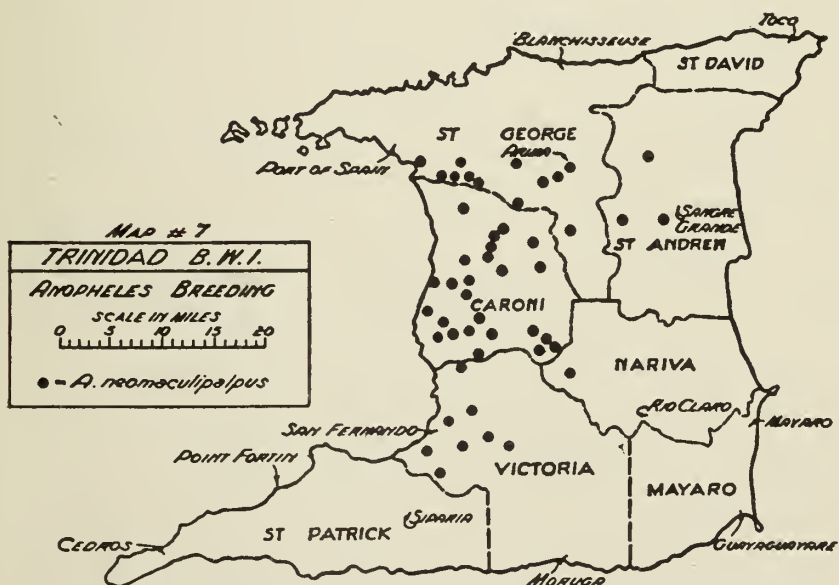 TOCO
BLANCHISSEUSE
ST DAVID
ST GEORGE
ARIMA
PORT OF SPAIN
SANGRE
GRANDE
ST ANDREW
MAP # 7
TRINIDAD B.W.I.
ANOPHELES BREEDING
SCALE IN MILES
0 5 10 15 20
- A. neomaculipalpus
CARONI
NARIVA
RIO CLARO
MAYARO
SAN FERNANDO
POINT FORTIN
VICTORIA
MAYARO
SIPARIA
ST PATRICK
CEDROS
GUAYAGUAYARE
MORUGA